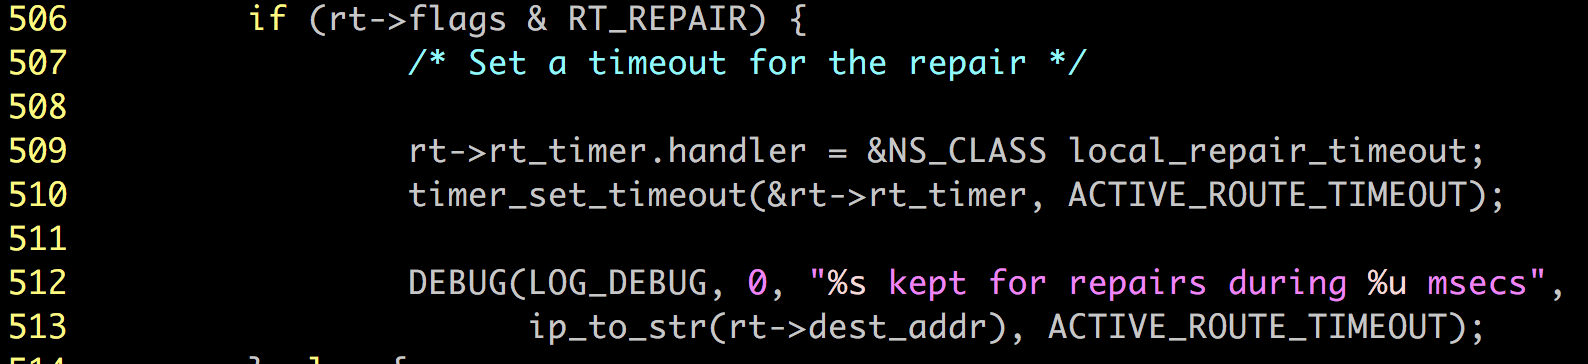 506 if (rt->flags & RT_REPAIR) {
507 /* Set a timeout for the repair */
508
509 rt->rt_timer.handler = &NS_CLASS local_repair_timeout;
510 timer_set_timeout(&rt->rt_timer, ACTIVE_ROUTE_TIMEOUT);
511
512 DEBUG(LOG_DEBUG, 0, "%s kept for repairs during %u msecs",
513 ip_to_str(rt->dest_addr), ACTIVE_ROUTE_TIMEOUT);